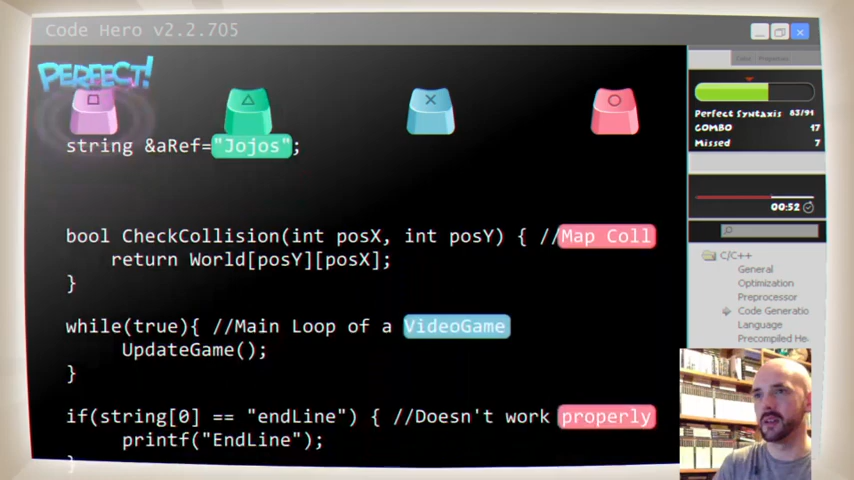 Code Hero v2.2.705
PERFECT!
string &aRef="Jojos";
bool CheckCollision(int posX, int posY) { //Map Coll
return World[posY][posX];
}
while(true){ //Main Loop of a VideoGame
UpdateGame();
}
if(string[0] == "endLine") { //Doesn't work properly
printf("EndLine");
}
Color Properties
Perfect Syntaxis 83/91
COMBO 17
Missed 7
00:52
C/C++
General
Optimization
Preprocessor
Code Generatio
Language
Precompiled He